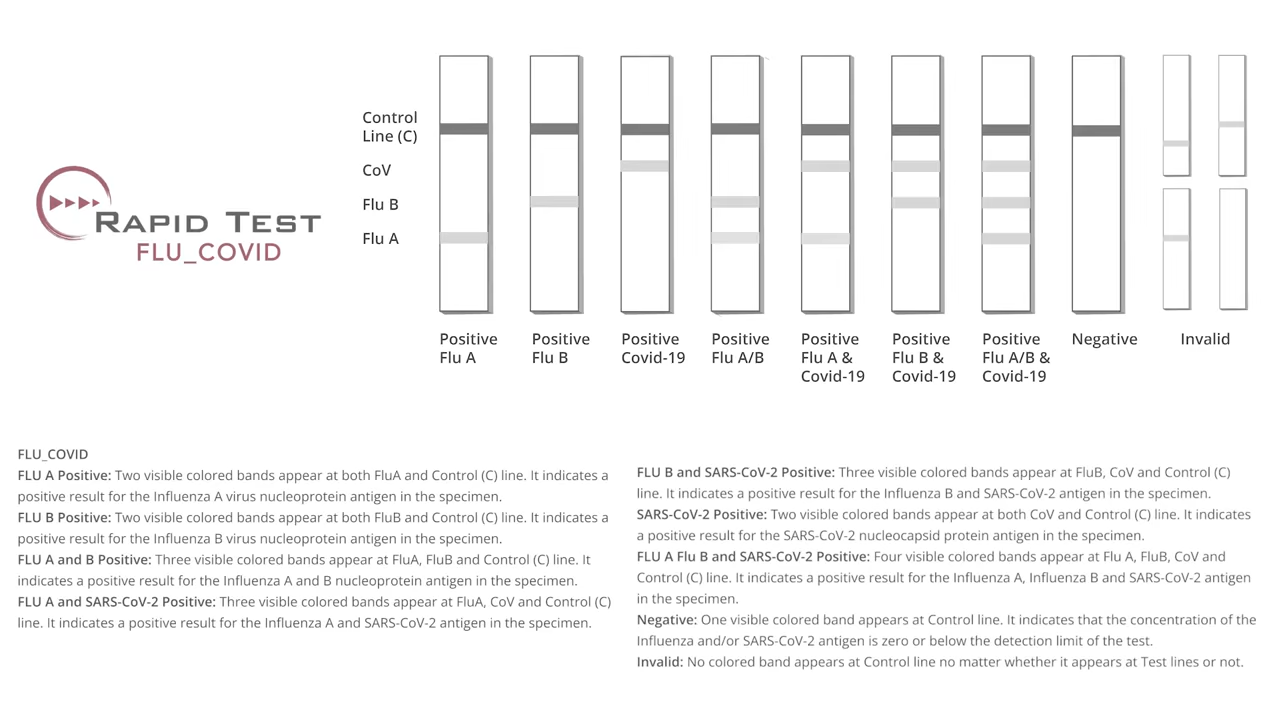 Control
Line (C)
CoV
Flu B
Flu A
RAPID TEST
FLU_COVID
Positive
Flu A
Positive
Flu B
Positive
Covid-19
Positive
Flu A/B
Positive
Flu A &
Covid-19
Positive
Flu B &
Covid-19
Positive
Flu A/B &
Covid-19
Negative
Invalid
FLU_COVID
FLU A Positive: Two visible colored bands appear at both FluA and Control (C) line. It indicates a
positive result for the Influenza A virus nucleoprotein antigen in the specimen.
FLU B Positive: Two visible colored bands appear at both FluB and Control (C) line. It indicates a
positive result for the Influenza B virus nucleoprotein antigen in the specimen.
FLU A and B Positive: Three visible colored bands appear at FluA, FluB and Control (C) line. It
indicates a positive result for the Influenza A and B nucleoprotein antigen in the specimen.
FLU A and SARS-CoV-2 Positive: Three visible colored bands appear at FluA, CoV and Control (C)
line. It indicates a positive result for the Influenza A and SARS-CoV-2 antigen in the specimen.
FLU B and SARS-CoV-2 Positive: Three visible colored bands appear at FluB, CoV and Control (C)
line. It indicates a positive result for the Influenza B and SARS-CoV-2 antigen in the specimen.
SARS-CoV-2 Positive: Two visible colored bands appear at both CoV and Control (C) line. It indicates
a positive result for the SARS-CoV-2 nucleocapsid protein antigen in the specimen.
FLU A Flu B and SARS-CoV-2 Positive: Four visible colored bands appear at Flu A, FluB, CoV and
Control (C) line. It indicates a positive result for the Influenza A, Influenza B and SARS-CoV-2 antigen
in the specimen.
Negative: One visible colored band appears at Control line. It indicates that the concentration of the
Influenza and/or SARS-CoV-2 antigen is zero or below the detection limit of the test.
Invalid: No colored band appears at Control line no matter whether it appears at Test lines or not.